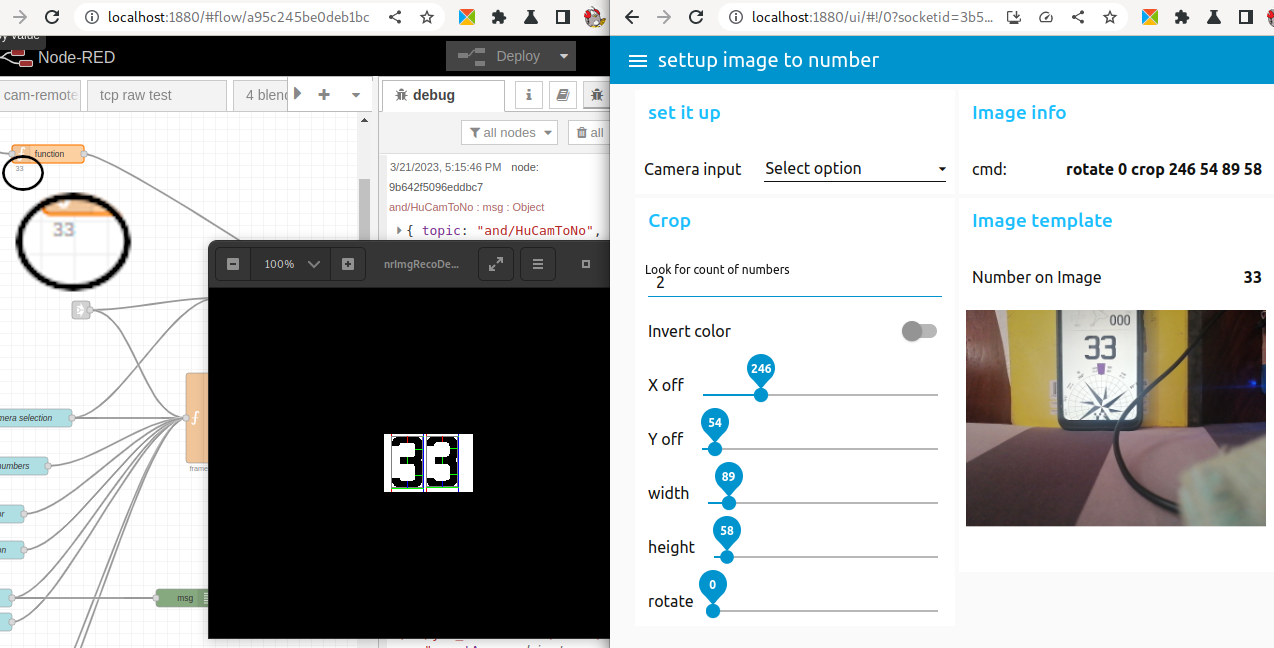 localhost:1880/#flow/a95c245be0deb1bc
by value
Node-RED
Deploy
cam-remote
tcp raw test
4 blend
debug
all nodes
all
function
33
33
3/21/2023, 5:15:46 PM node:
9b642f5096eddbc7
and/HuCamToNo : msg : Object
{ topic: "and/HuCamToNo",
100%
nrImgRecoDe...
mera selection
umbers
or
on
frame
msg
33
localhost:1880/ui/#!/0?socketid=3b5...
settup image to number
set it up
Camera input
Select option
Crop
Look for count of numbers
2
Invert color
X off
246
Y off
54
width
89
height
58
rotate
0
Image info
cmd:
rotate 0 crop 246 54 89 58
Image template
Number on Image
33
000
33